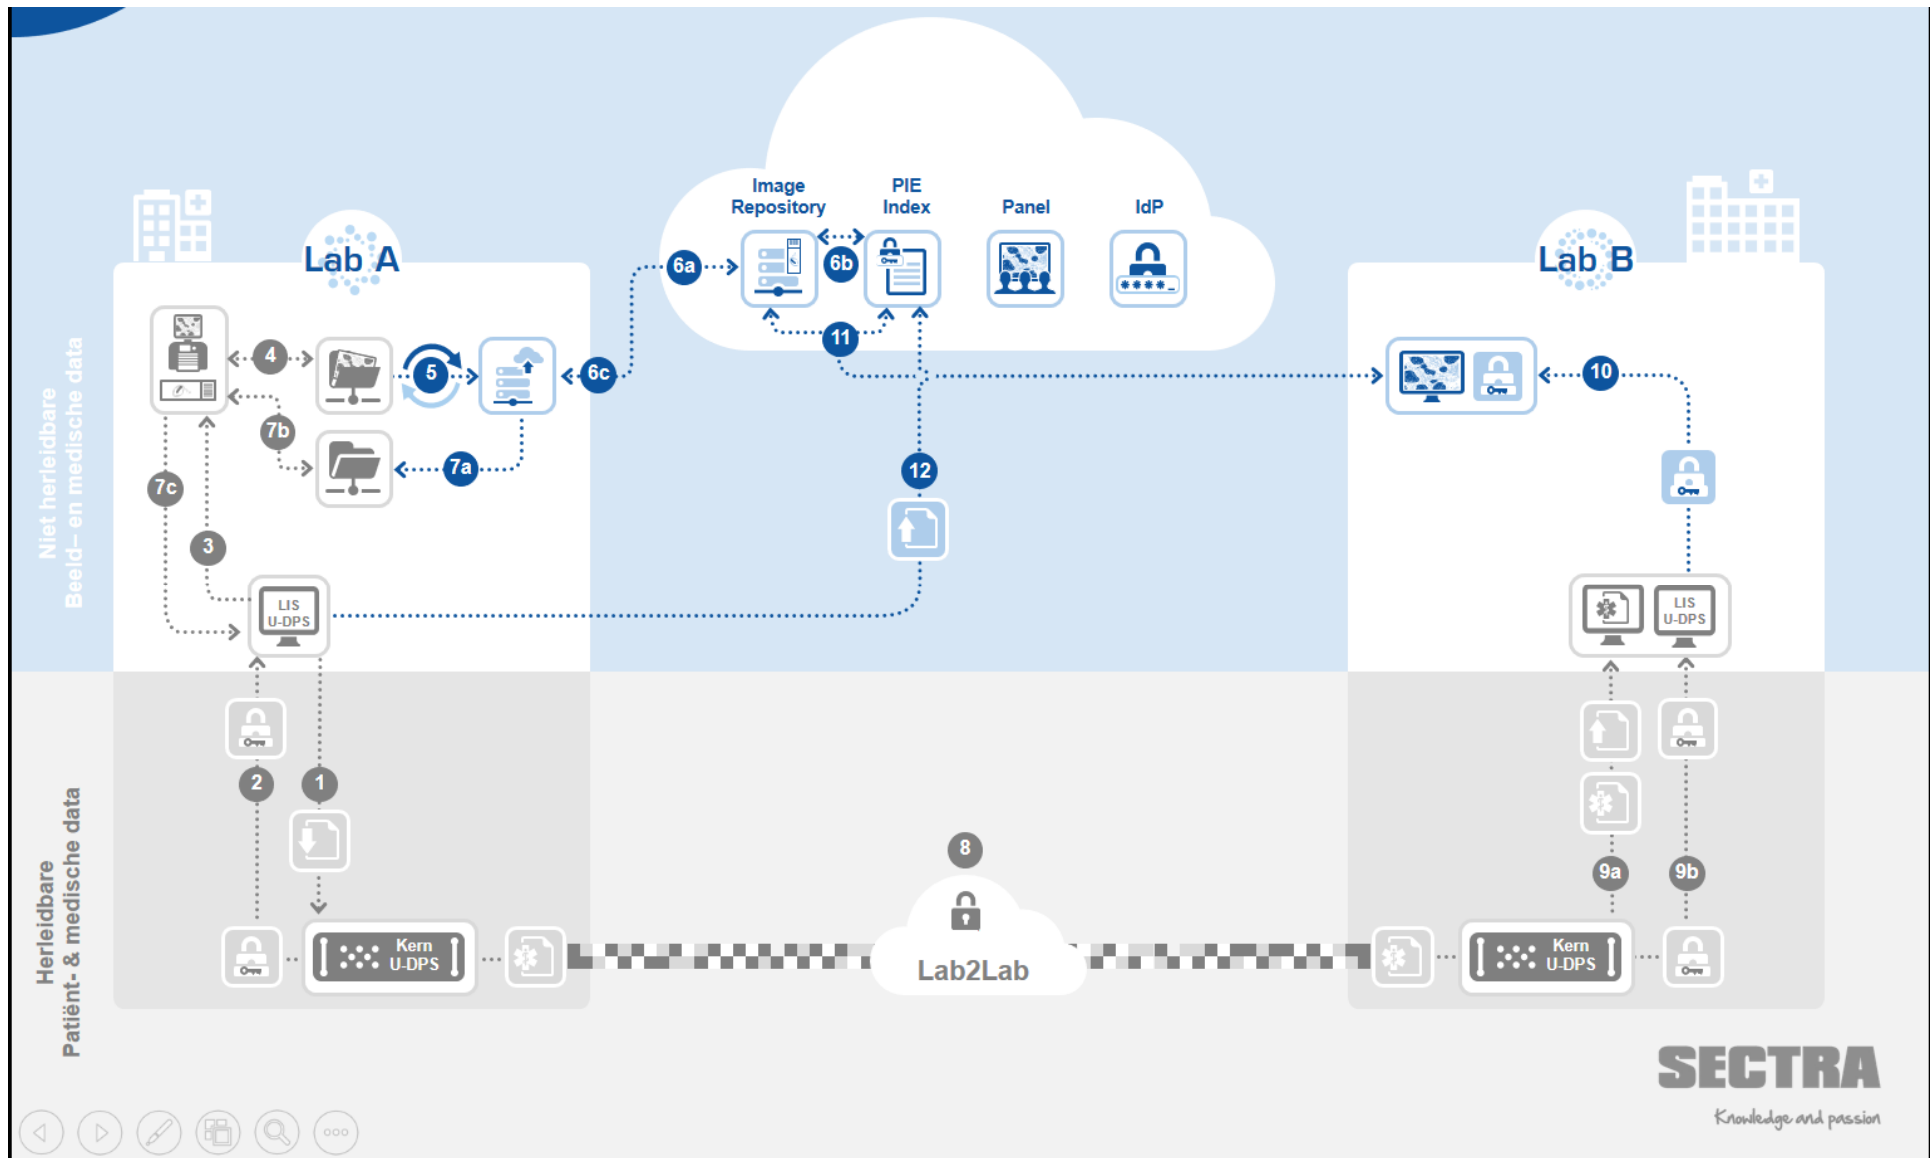 Image
Repository
PIE
Index
Panel
IdP
Lab A
Lab B
6a
6b
11
****_
4
5
6c
10
7b
7a
7c
12
3
LIS
U-DPS
LIS
U-DPS
Niet herleidbare
Beeld– en medische data
2
1
8
9a
9b
Kern
U-DPS
Lab2Lab
Kern
U-DPS
Herleidbare
Patiënt- & medische data
SECTRA
Knowledge and passion